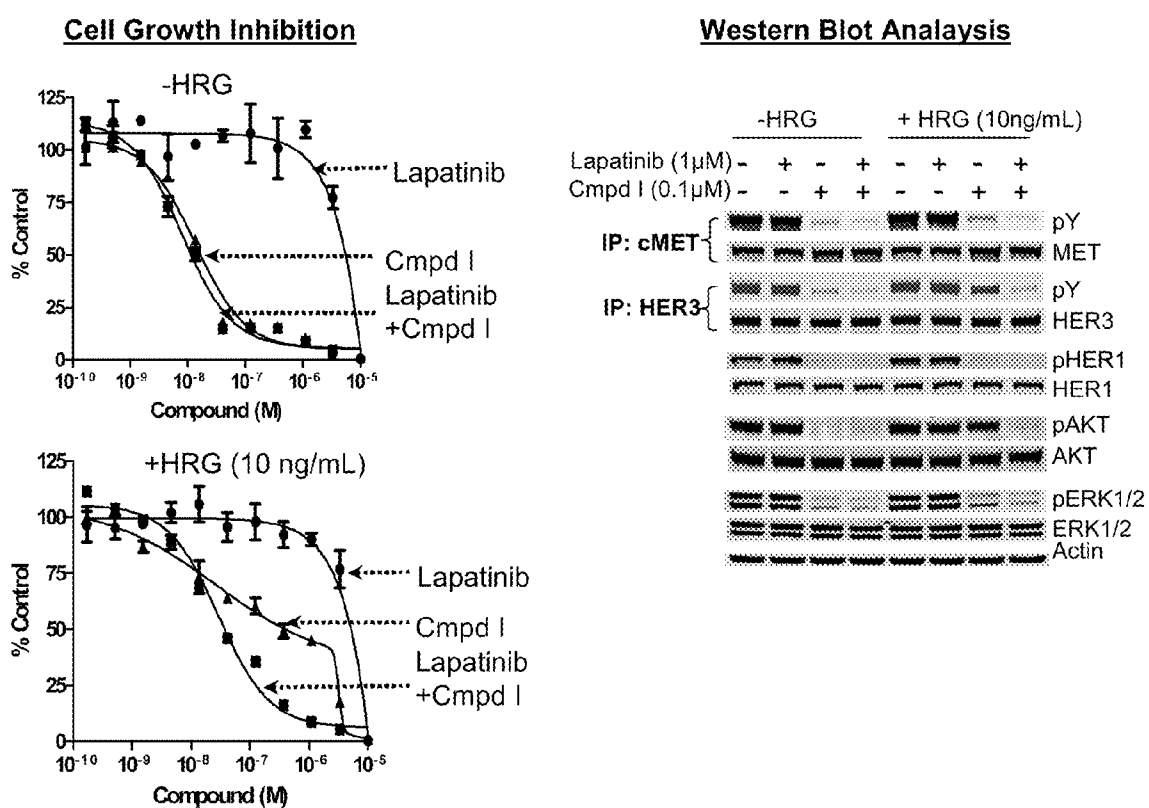 Cell Growth Inhibition
-HRG
125
100
75
50
25
0
% Control
10-10 10-9 10-8 10-7 10-6 10-5
Compound (M)
Lapatinib
Cmpd I
Lapatinib
+Cmpd I
+HRG (10 ng/mL)
125
100
75
50
25
0
% Control
10-10 10-9 10-8 10-7 10-6 10-5
Compound (M)
Lapatinib
Cmpd I
Lapatinib
+Cmpd I
Western Blot Analaysis
-HRG + HRG (10ng/mL)
Lapatinib (1µM) - + - + - + - +
Cmpd I (0.1µM) - - + + - - + +
IP: cMET
pY
MET
IP: HER3
pY
HER3
pHER1
HER1
pAKT
AKT
pERK1/2
ERK1/2
Actin